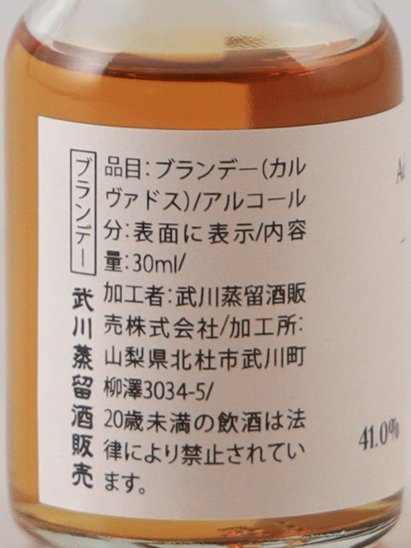 ブランデー
武川蒸留酒販売
品目：ブランデー（カル
ヴァドス）/アルコール
分：表面に表示/内容
量：30ml/
加工者：武川蒸留酒販
売株式会社/加工所：
山梨県北杜市武川町
柳澤3034-5/
20歳未満の飲酒は法
律により禁止されてい
ます。
41.0%